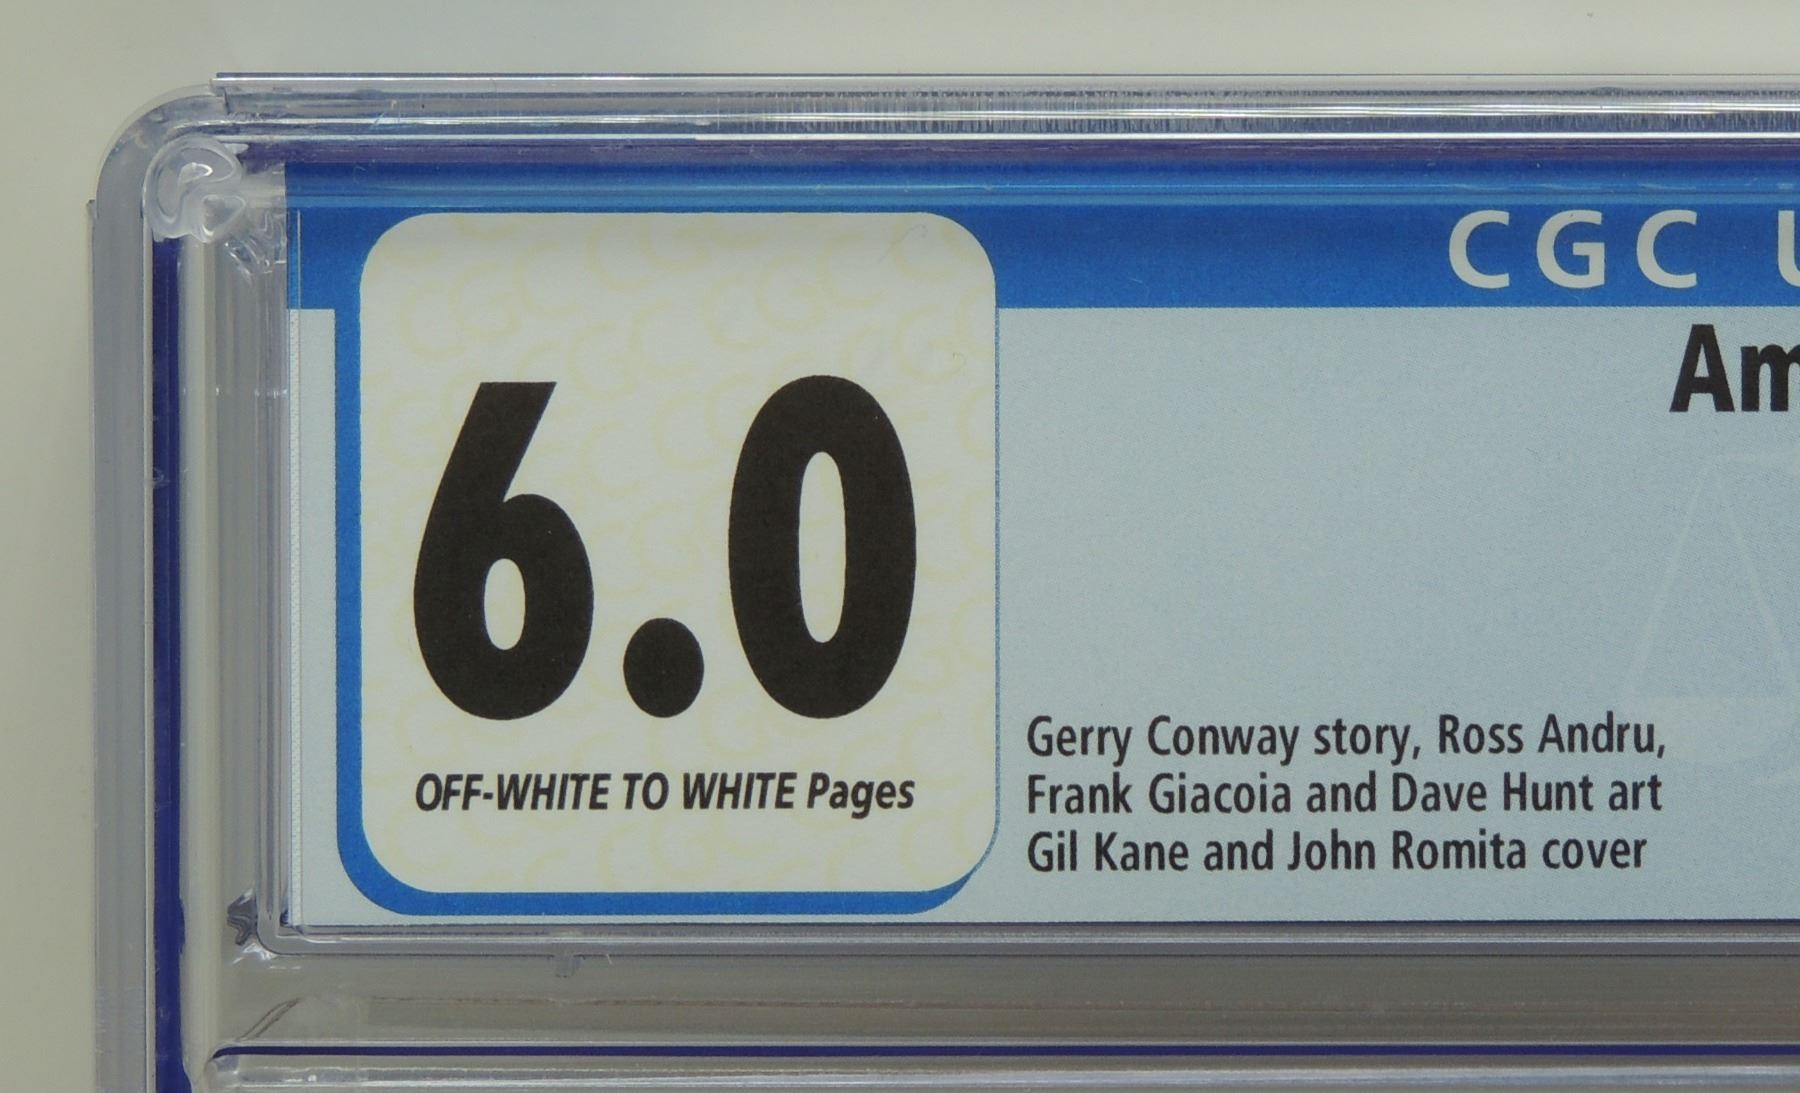 CGC U
Am
6.0
OFF-WHITE TO WHITE Pages
Gerry Conway story, Ross Andru,
Frank Giacoia and Dave Hunt art
Gil Kane and John Romita cover